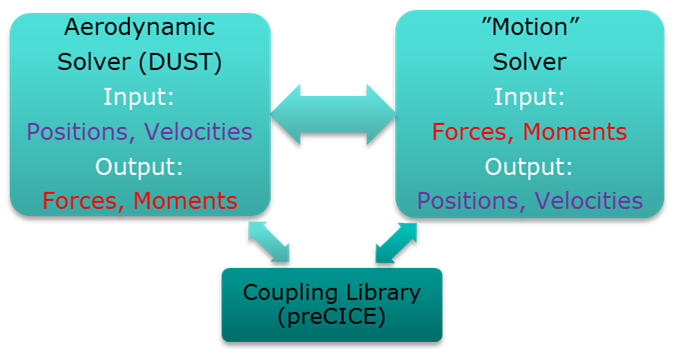 Aerodynamic
Solver (DUST)
Input:
Positions, Velocities
Output:
Forces, Moments
”Motion”
Solver
Input:
Forces, Moments
Output:
Positions, Velocities
Coupling Library
(preCICE)